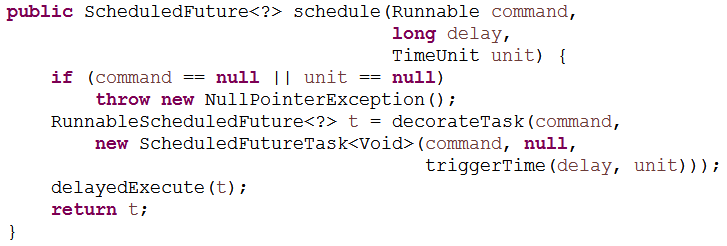 public ScheduledFuture<?> schedule(Runnable command,
                                   long delay,
                                   TimeUnit unit) {
    if (command == null || unit == null)
        throw new NullPointerException();
    RunnableScheduledFuture<?> t = decorateTask(command,
        new ScheduledFutureTask<Void>(command, null,
                                      triggerTime(delay, unit)));
    delayedExecute(t);
    return t;
}